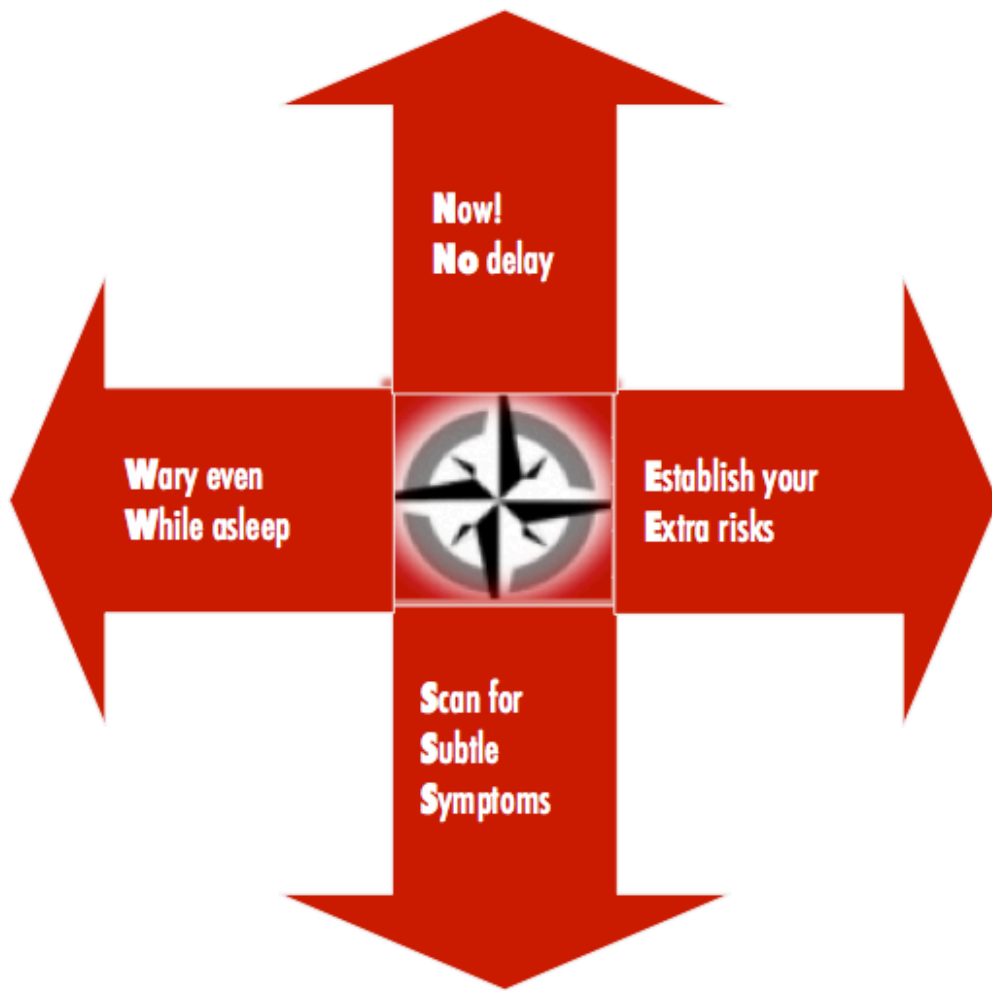 Now!
No delay
Wary even
While asleep
Establish your
Extra risks
Scan for
Subtle
Symptoms